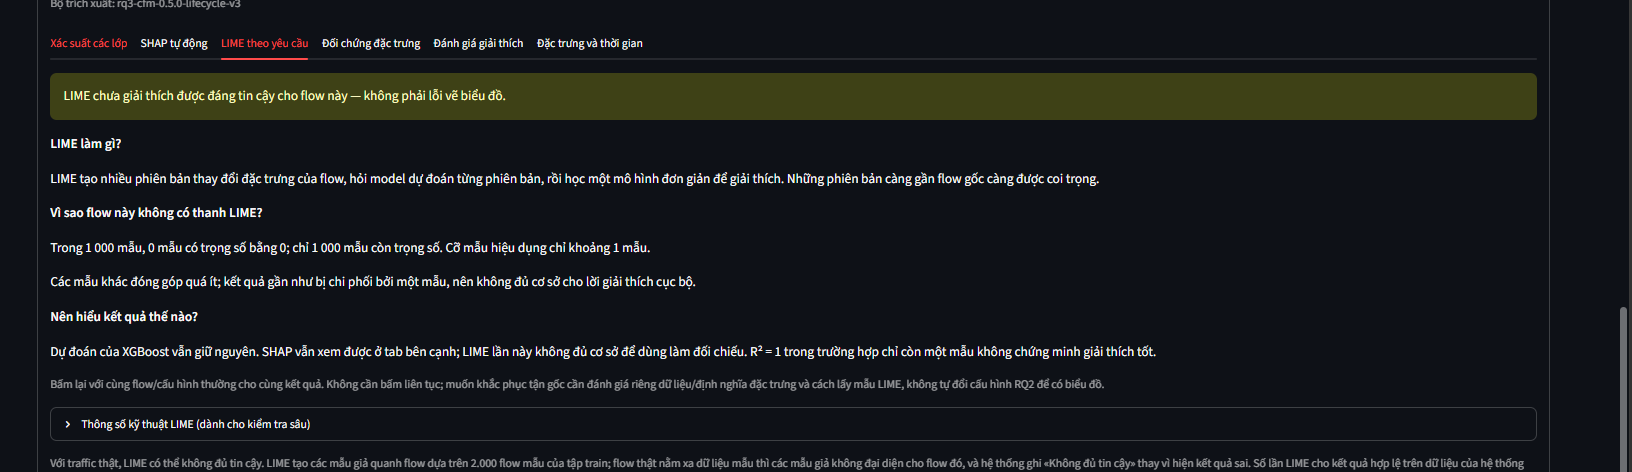 Bộ trích xuất: rq3-cfm-0.5.0-lifecycle-v3
Xác suất các lớp SHAP tự động LIME theo yêu cầu Đối chứng đặc trưng Đánh giá giải thích Đặc trưng và thời gian
LIME chưa giải thích được đáng tin cậy cho flow này — không phải lỗi vẽ biểu đồ.
LIME làm gì?
LIME tạo nhiều phiên bản thay đổi đặc trưng của flow, hỏi model dự đoán từng phiên bản, rồi học một mô hình đơn giản để giải thích. Những phiên bản càng gần flow gốc càng được coi trọng.
Vì sao flow này không có thanh LIME?
Trong 1 000 mẫu, 0 mẫu có trọng số bằng 0; chỉ 1 000 mẫu còn trọng số. Cỡ mẫu hiệu dụng chỉ khoảng 1 mẫu.
Các mẫu khác đóng góp quá ít; kết quả gần như bị chi phối bởi một mẫu, nên không đủ cơ sở cho lời giải thích cục bộ.
Nên hiểu kết quả thế nào?
Dự đoán của XGBoost vẫn giữ nguyên. SHAP vẫn xem được ở tab bên cạnh; LIME lần này không đủ cơ sở để dùng làm đối chiếu. R² = 1 trong trường hợp chỉ còn một mẫu không chứng minh giải thích tốt.
Bấm lại với cùng flow/cấu hình thường cho cùng kết quả. Không cần bấm liên tục; muốn khắc phục tận gốc cần đánh giá riêng dữ liệu/định nghĩa đặc trưng và cách lấy mẫu LIME, không tự đổi cấu hình RQ2 để có biểu đồ.
Thông số kỹ thuật LIME (dành cho kiểm tra sâu)
Với traffic thật, LIME có thể không đủ tin cậy. LIME tạo các mẫu giả quanh flow dựa trên 2.000 flow mẫu của tập train; flow thật nằm xa dữ liệu mẫu thì các mẫu giả không đại diện cho flow đó, và hệ thống ghi «Không đủ tin cậy» thay vì hiện kết quả sai. Số lần LIME cho kết quả hợp lệ trên dữ liệu của hệ thống